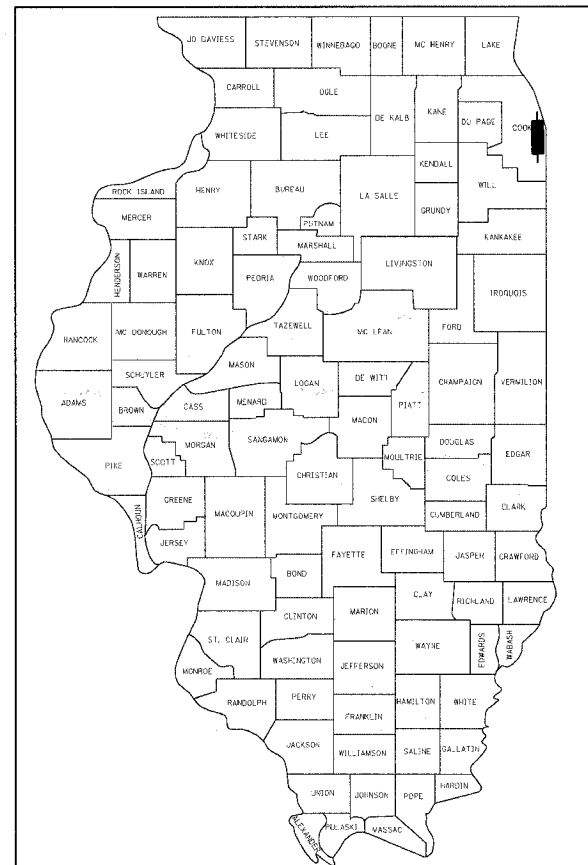 JO DAVIESS STEVENSON WINNEBAGO BOONE MC HENRY LAKE
CARROLL OGLE
DE KALB KANE DU PAGE COOK
WHITESIDE LEE
KENDALL
ROCK ISLAND HENRY BUREAU LA SALLE GRUNDY WILL
MERCER PUTNAM
STARK MARSHALL KANKAKEE
HENDERSON WARREN KNOX PEORIA WOODFORD LIVINGSTON IROQUOIS
HANCOCK MC DONOUGH FULTON TAZEWELL MC LEAN FORD
SCHUYLER MASON
ADAMS LOGAN DE WITT CHAMPAIGN VERMILION
BROWN CASS MENARD MACON PIATT
MORGAN SANGAMON DOUGLAS EDGAR
PIKE SCOTT CHRISTIAN MOULTRIE COLES
CALHOUN GREENE MACOUPIN MONTGOMERY SHELBY CUMBERLAND CLARK
JERSEY
FAYETTE EFFINGHAM JASPER CRAWFORD
MADISON BOND
CLINTON MARION CLAY RICHLAND LAWRENCE
ST. CLAIR WASHINGTON JEFFERSON WAYNE EDWARDS WABASH
MONROE
RANDOLPH PERRY FRANKLIN HAMILTON WHITE
JACKSON WILLIAMSON SALINE GALLATIN
UNION JOHNSON POPE HARDIN
ALEXANDER PULASKI MASSAC